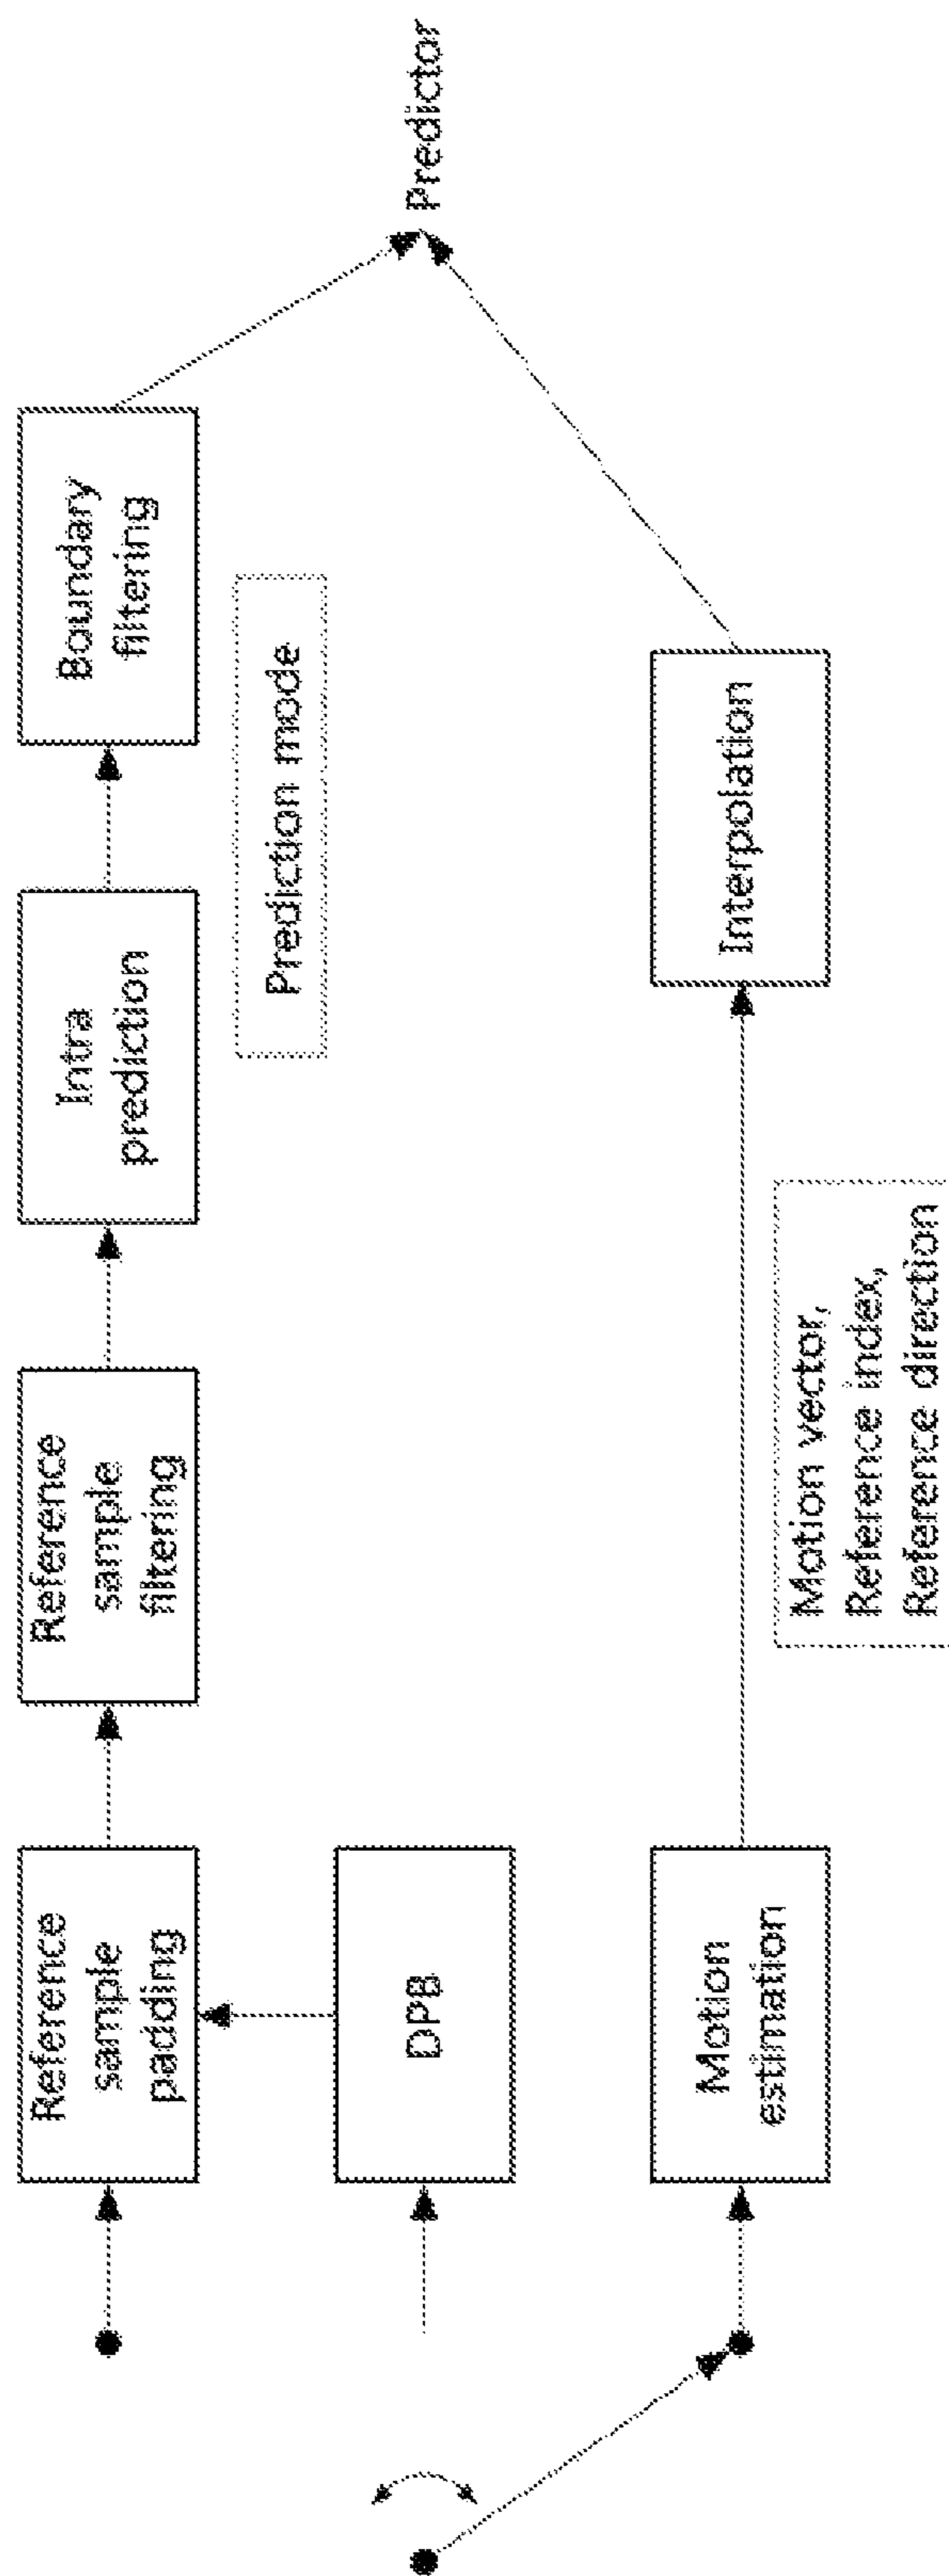 Reference
sample
padding
Reference
sample
filtering
Intra
prediction
Boundary
filtering
Prediction mode
Predictor
DPB
Motion
estimation
Motion vector,
Reference index,
Reference direction
Interpolation